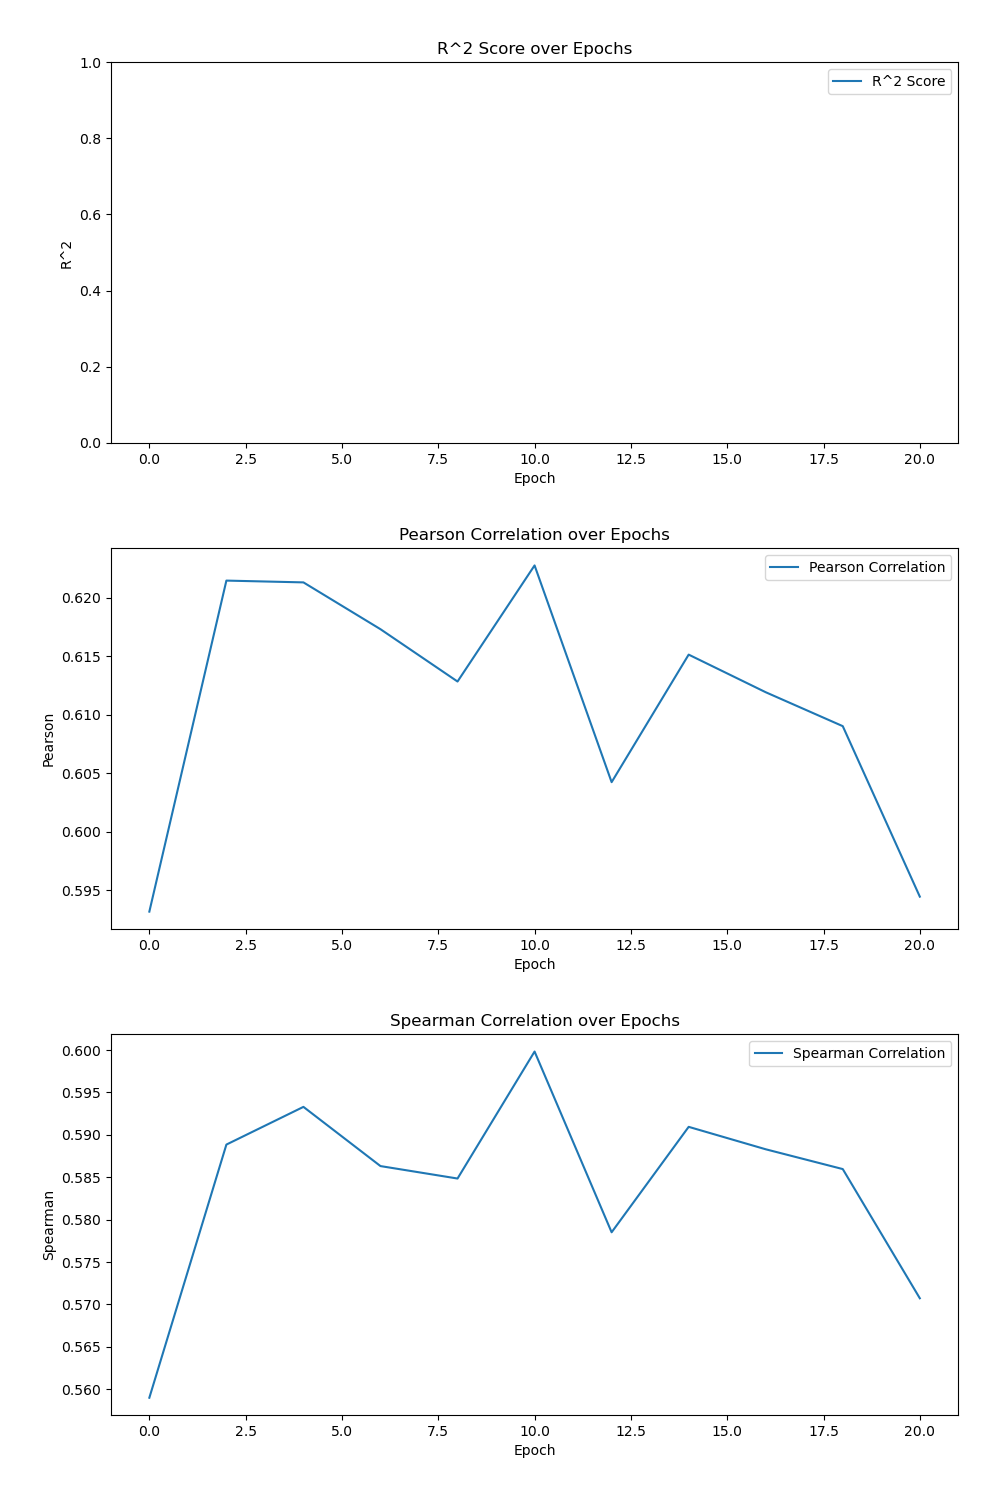 R^2 Score over Epochs
R^2 Score
1.0
0.8
0.6
0.4
0.2
0.0
R^2
0.0 2.5 5.0 7.5 10.0 12.5 15.0 17.5 20.0
Epoch
Pearson Correlation over Epochs
Pearson Correlation
0.620
0.615
0.610
0.605
0.600
0.595
Pearson
0.0 2.5 5.0 7.5 10.0 12.5 15.0 17.5 20.0
Epoch
Spearman Correlation over Epochs
Spearman Correlation
0.600
0.595
0.590
0.585
0.580
0.575
0.570
0.565
0.560
Spearman
0.0 2.5 5.0 7.5 10.0 12.5 15.0 17.5 20.0
Epoch